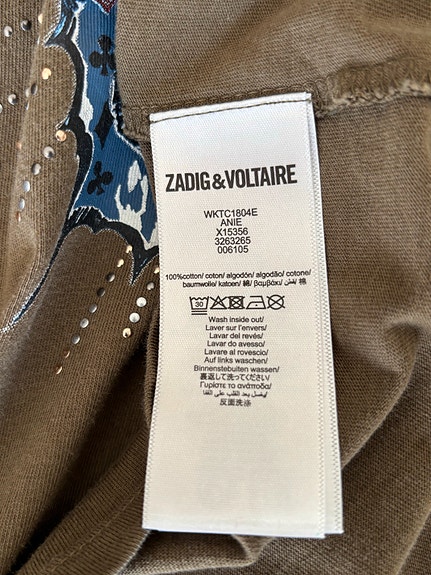 ZADIG & VOLTAIRE
WKTC1804E
ANIE
X15356
3263265
006105
100%cotton/ coton/ algodón/ algodão/ cotone/
baumwolle/ katoen/ 綿/ βαμβάκι/ قطن/ 棉
30
Wash inside out/
Laver sur l'envers/
Lavar del revés/
Lavar do avesso/
Lavare al rovescio/
Auf links waschen/
Binnenstebuiten wassen/
裏返して洗ってください/
Γυρίστε το ανάποδα/
يغسل بعد القلب على القفا/
反面洗涤